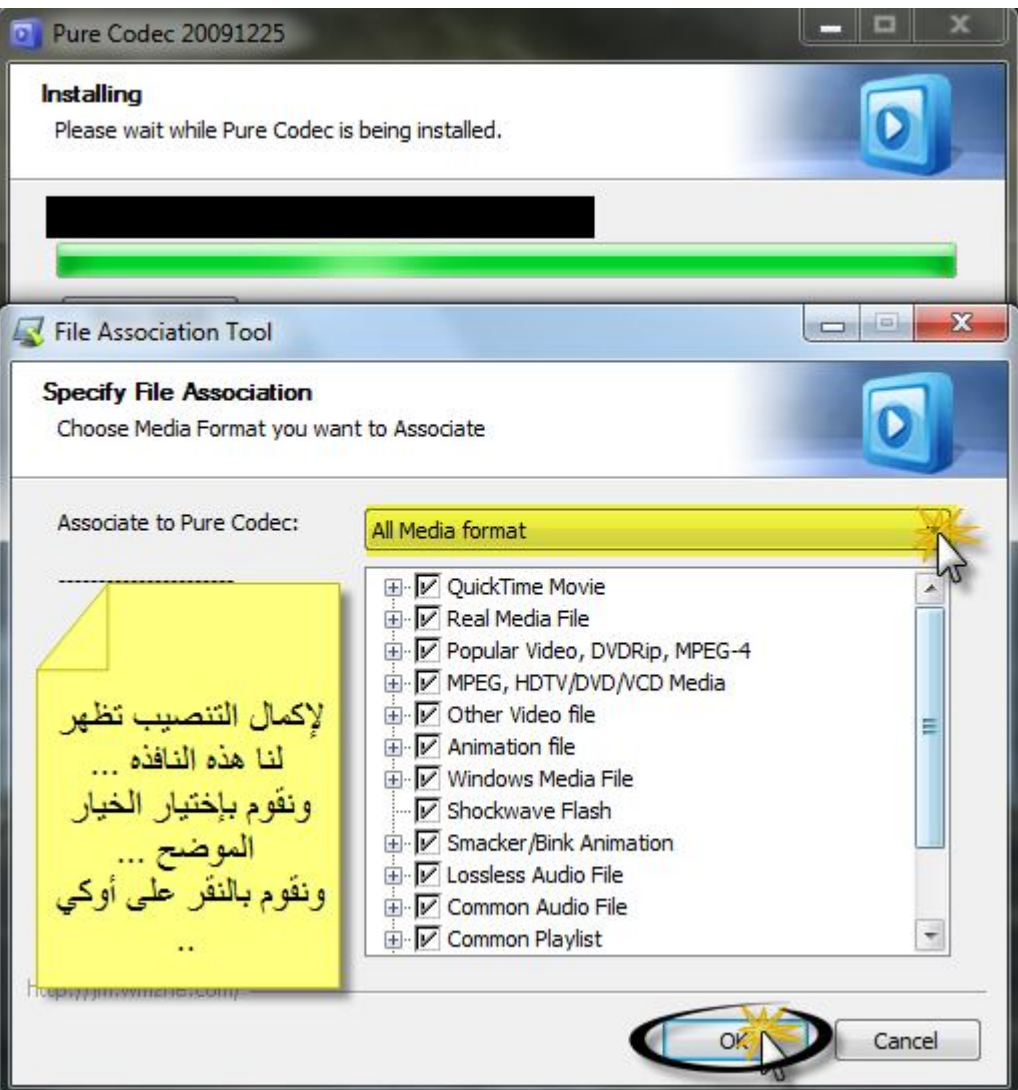 Pure Codec 20091225
Installing
Please wait while Pure Codec is being installed.
File Association Tool
Specify File Association
Choose Media Format you want to Associate
Associate to Pure Codec:
All Media format
----------------------
QuickTime Movie
Real Media File
Popular Video, DVDRip, MPEG-4
MPEG, HDTV/DVD/VCD Media
Other Video file
Animation file
Windows Media File
Shockwave Flash
Smacker/Bink Animation
Lossless Audio File
Common Audio File
Common Playlist
لإكمال التنصيب تظهر
لنا هذه النافذه ...
ونقوم بإختيار الخيار
الموضح ...
ونقوم بالنقر على أوكي
..
OK
Cancel